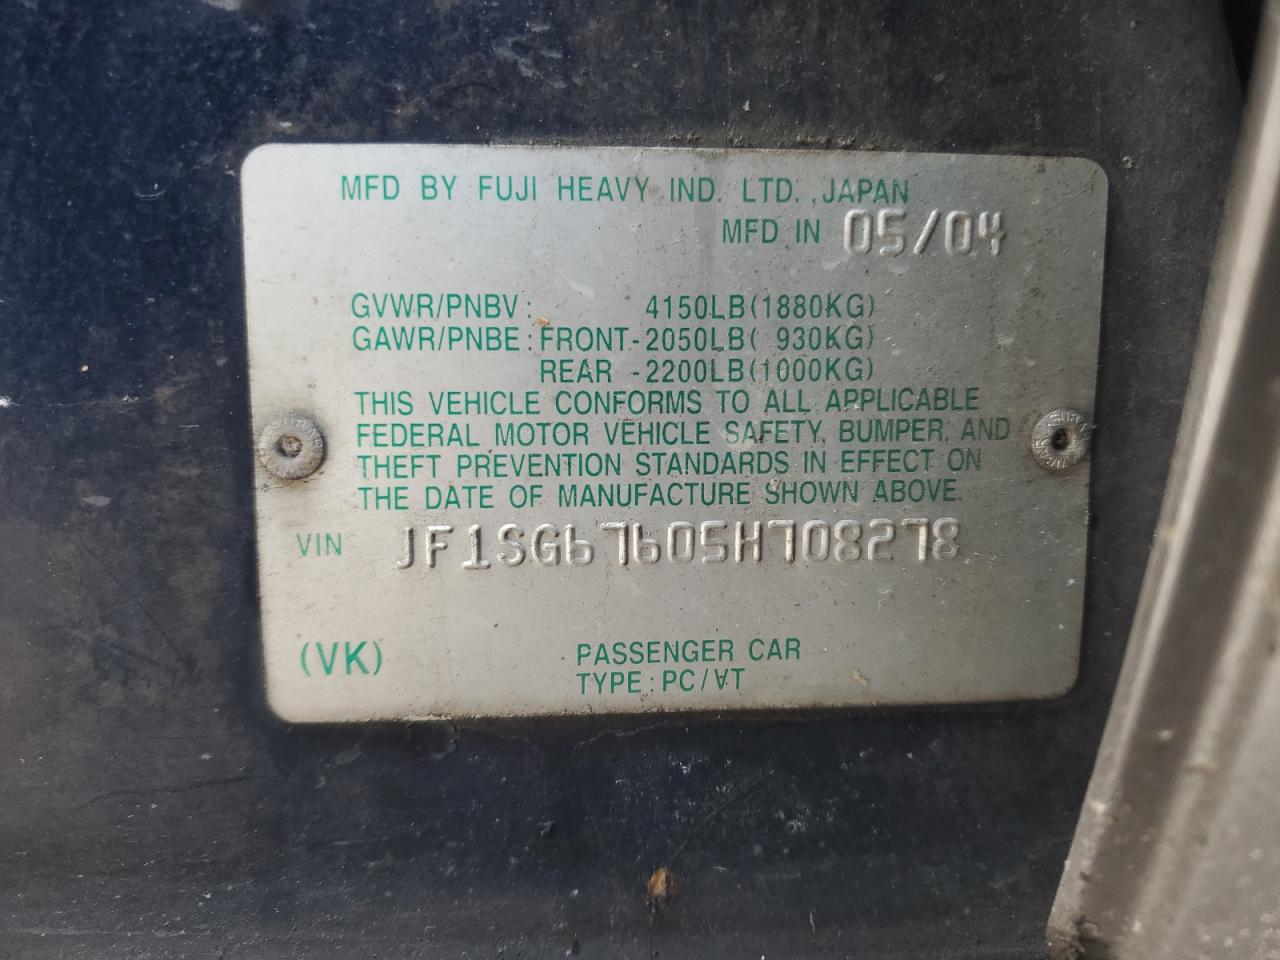 MFD BY FUJI HEAVY IND. LTD., JAPAN
MFD IN 05/04
GVWR/PNBV: 4150LB(1880KG)
GAWR/PNBE: FRONT-2050LB( 930KG)
REAR -2200LB(1000KG)
THIS VEHICLE CONFORMS TO ALL APPLICABLE
FEDERAL MOTOR VEHICLE SAFETY, BUMPER, AND
THEFT PREVENTION STANDARDS IN EFFECT ON
THE DATE OF MANUFACTURE SHOWN ABOVE.
VIN JF1SG67605H708278
(VK)
PASSENGER CAR
TYPE: PC/VT